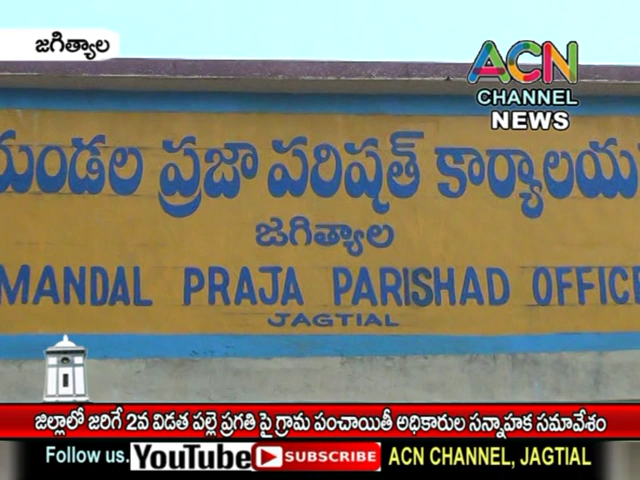 జగిత్యాల
ACN
CHANNEL
NEWS
మండల ప్రజా పరిషత్ కార్యాలయ
జగిత్యాల
MANDAL PRAJA PARISHAD OFFICE
JAGTIAL
జిల్లాలో జరిగే 2వ విడత పల్లె ప్రగతి పై గ్రామ పంచాయితీ అధికారుల సన్నాహక సమావేశం
Follow us. YouTube SUBSCRIBE ACN CHANNEL, JAGTIAL